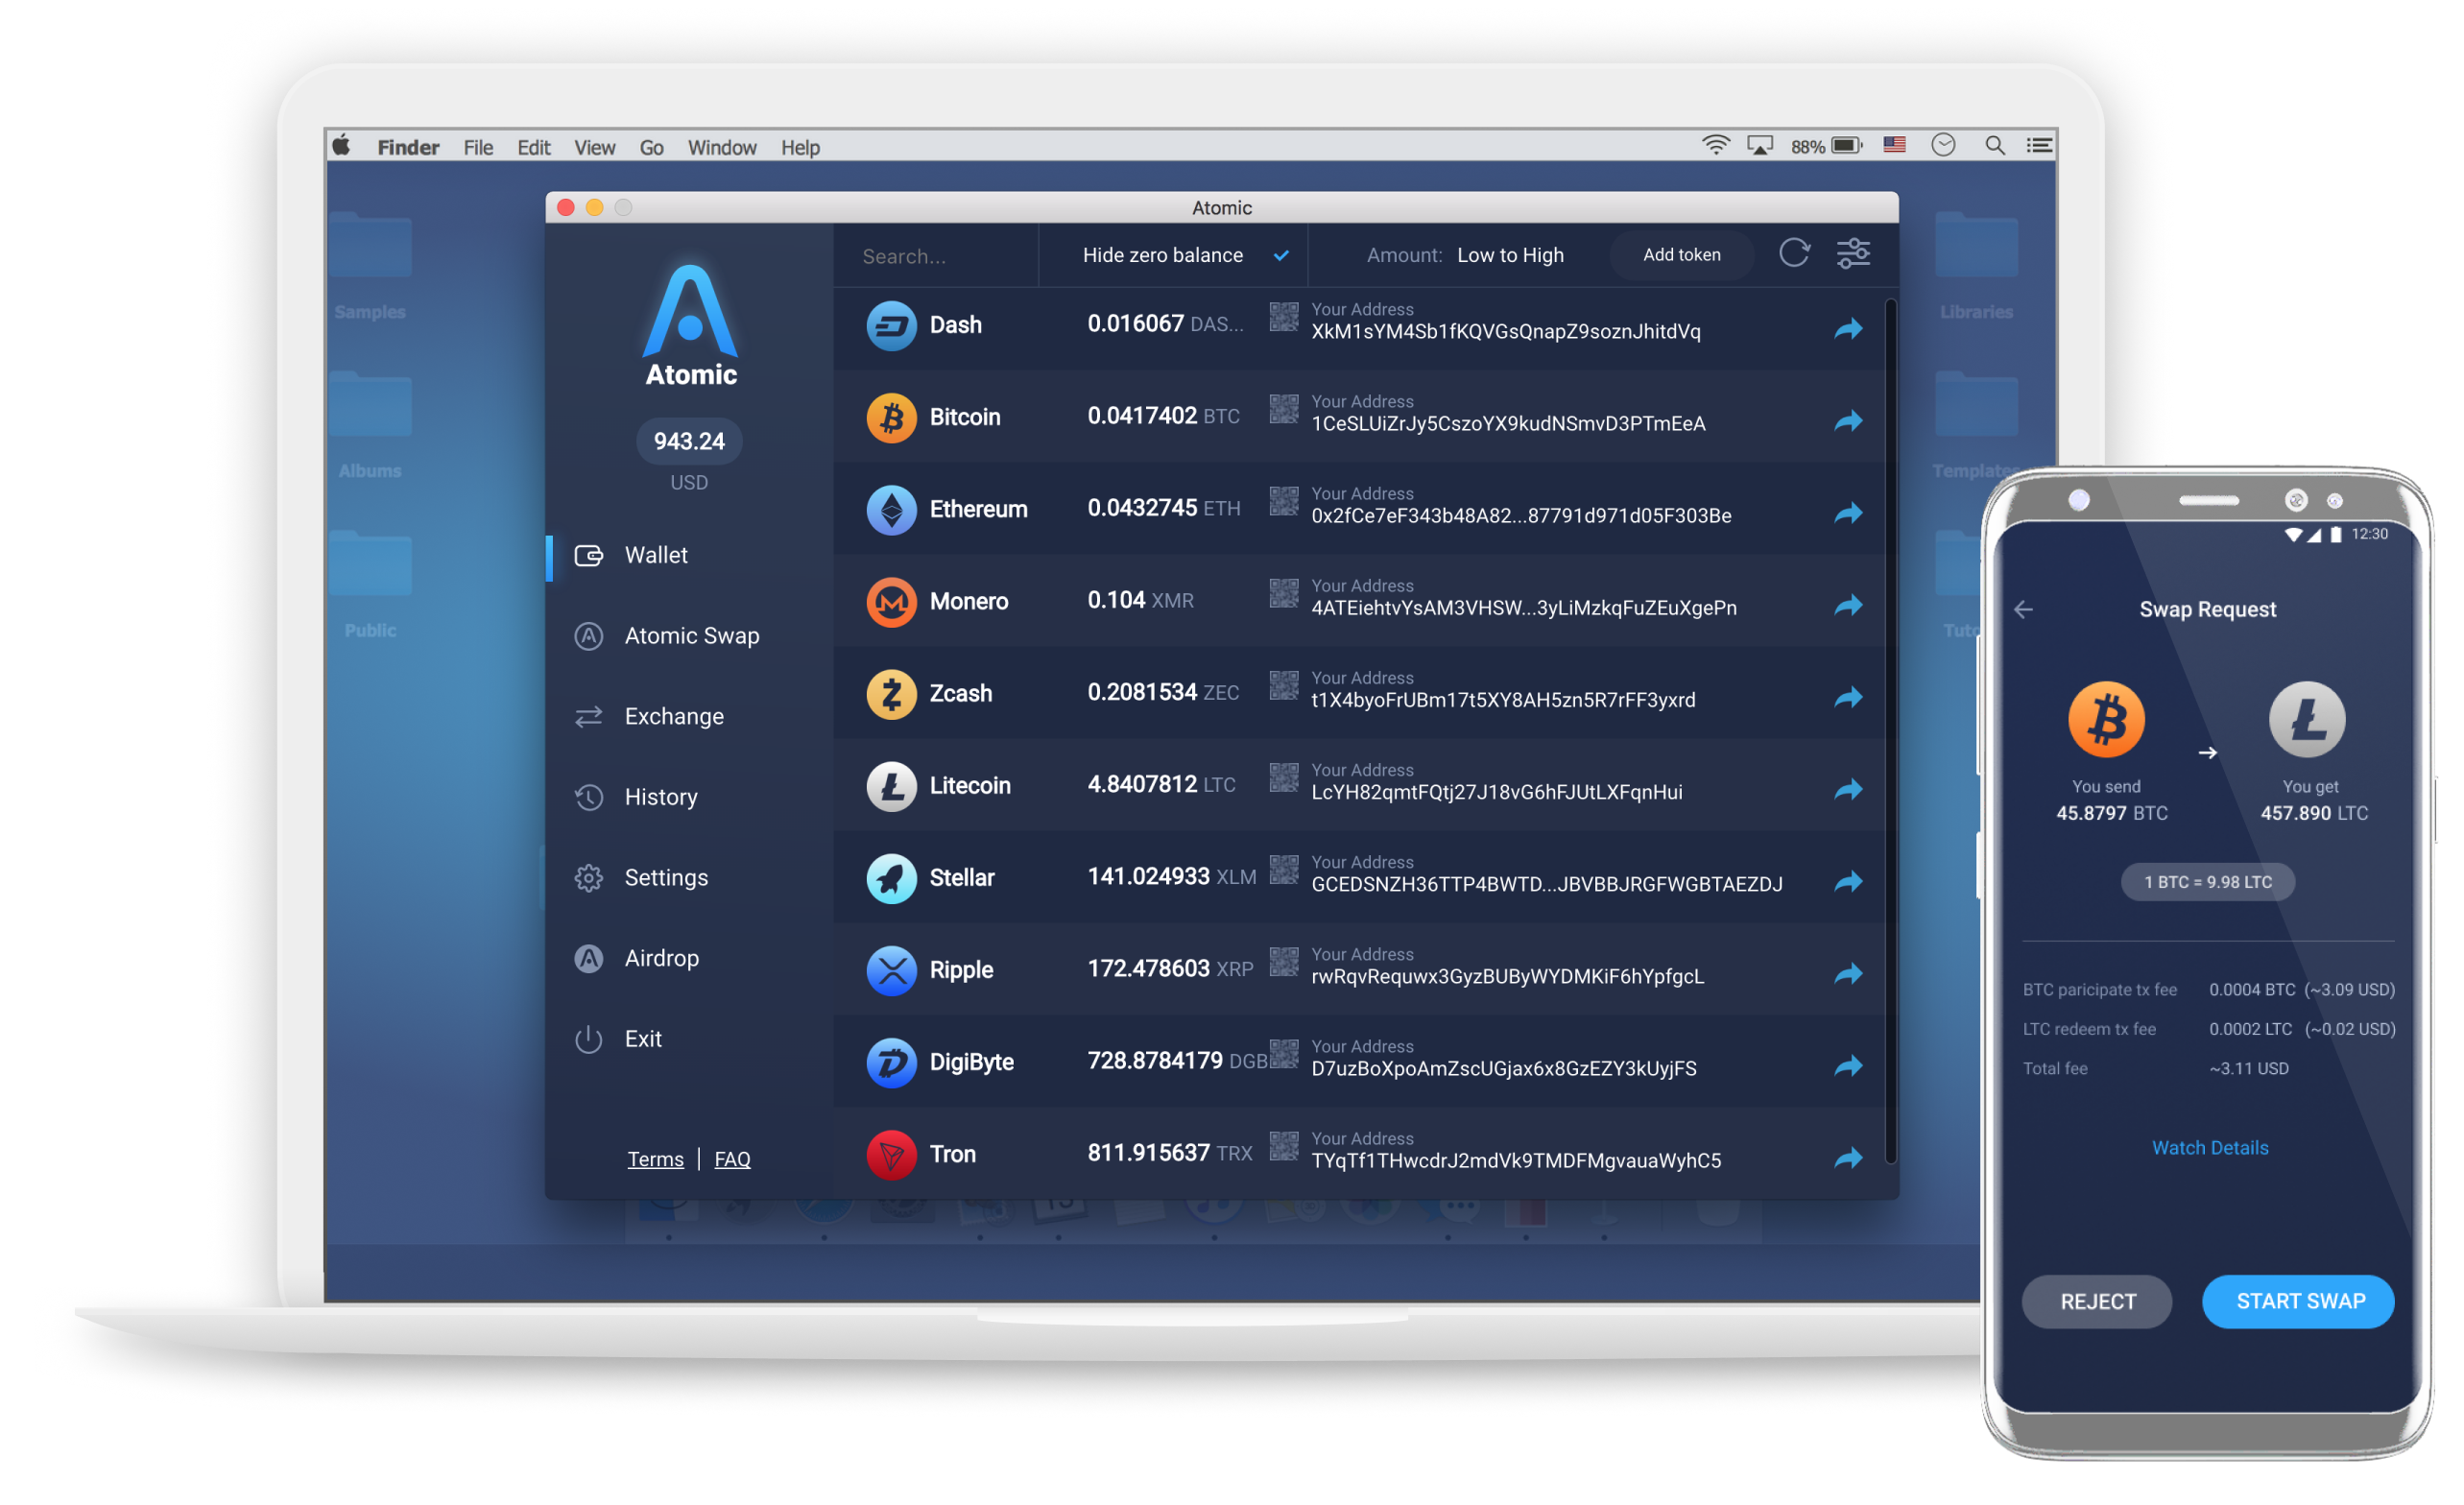 Finder File Edit View Go Window Help 88%
Atomic
Search... Hide zero balance Amount: Low to High Add token
Atomic
943.24
USD
Wallet
Atomic Swap
Exchange
History
Settings
Airdrop
Exit
Terms | FAQ
Dash 0.016067 DAS... Your Address
XkM1sYM4Sb1fKQVGsQnapZ9soznJhitdVq
Bitcoin 0.0417402 BTC Your Address
1CeSLUiZrJy5CszoYX9kudNSmvD3PTmEeA
Ethereum 0.0432745 ETH Your Address
0x2fCe7eF343b48A82...87791d971d05F303Be
Monero 0.104 XMR Your Address
4ATEiehtvYsAM3VHSW...3yLiMzkqFuZEuXgePn
Zcash 0.2081534 ZEC Your Address
t1X4byoFrUBm17t5XY8AH5zn5R7rFF3yxrd
Litecoin 4.8407812 LTC Your Address
LcYH82qmtFQtj27J18vG6hFJUtLXFqnHui
Stellar 141.024933 XLM Your Address
GCEDSNZH36TTP4BWTD...JBVBBJRGFWGBTAEZDJ
Ripple 172.478603 XRP Your Address
rwRqvRequwx3GyzBUByWYDMKiF6hYpfgcL
DigiByte 728.8784179 DGB Your Address
D7uzBoXpoAmZscUGjax6x8GzEZY3kUyjFS
Tron 811.915637 TRX Your Address
TYqTf1THwcdrJ2mdVk9TMDFMgvauaWyhC5
Samples
Albums
Public
Libraries
Templates
12:30
Swap Request
You send You get
45.8797 BTC 457.890 LTC
1 BTC = 9.98 LTC
BTC paricipate tx fee 0.0004 BTC (~3.09 USD)
LTC redeem tx fee 0.0002 LTC (~0.02 USD)
Total fee ~3.11 USD
Watch Details
REJECT START SWAP